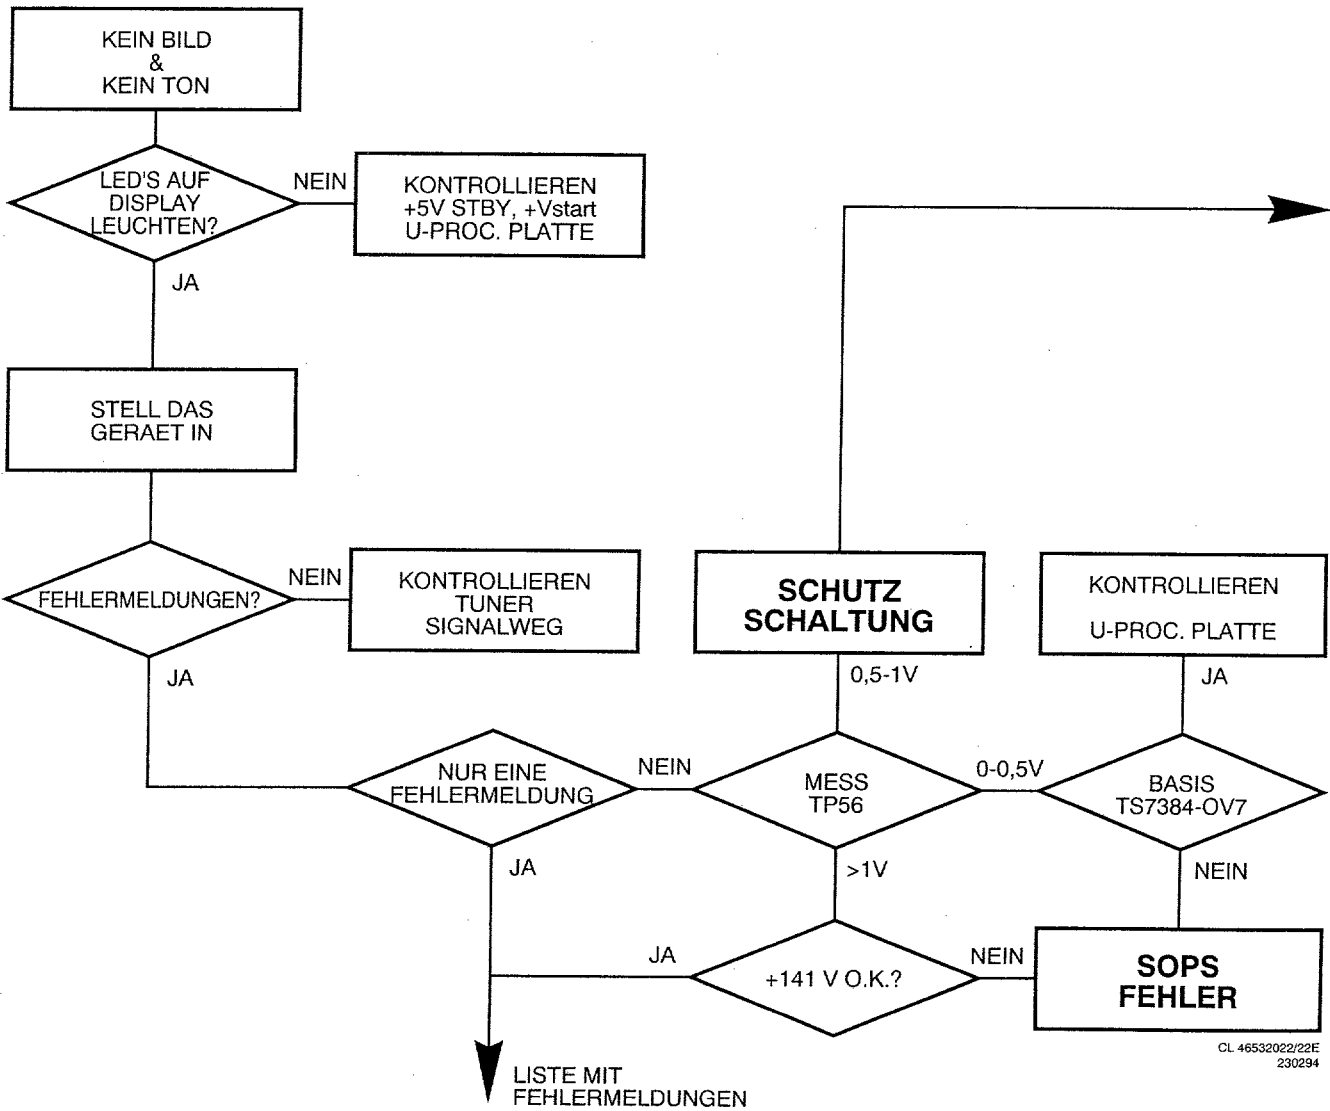 KEIN BILD
&
KEIN TON
LED'S AUF
DISPLAY
LEUCHTEN?
NEIN
KONTROLLIEREN
+5V STBY, +Vstart
U-PROC. PLATTE
JA
STELL DAS
GERAET IN
FEHLERMELDUNGEN?
NEIN
KONTROLLIEREN
TUNER
SIGNALWEG
JA
SCHUTZ
SCHALTUNG
0,5-1V
KONTROLLIEREN
U-PROC. PLATTE
JA
NUR EINE
FEHLERMELDUNG
NEIN
MESS
TP56
0-0,5V
BASIS
TS7384-OV7
JA
>1V
NEIN
JA
+141 V O.K.?
NEIN
SOPS
FEHLER
CL 46532022/22E
230294
LISTE MIT
FEHLERMELDUNGEN